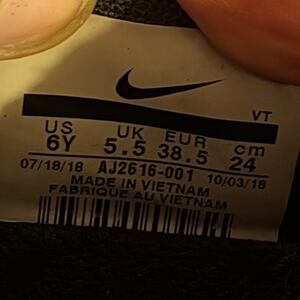 VT
US UK EUR cm
6Y 5.5 38.5 24
07/18/18 AJ2616-001 10/03/18
MADE IN VIETNAM
FABRIQUE AU VIETNAM